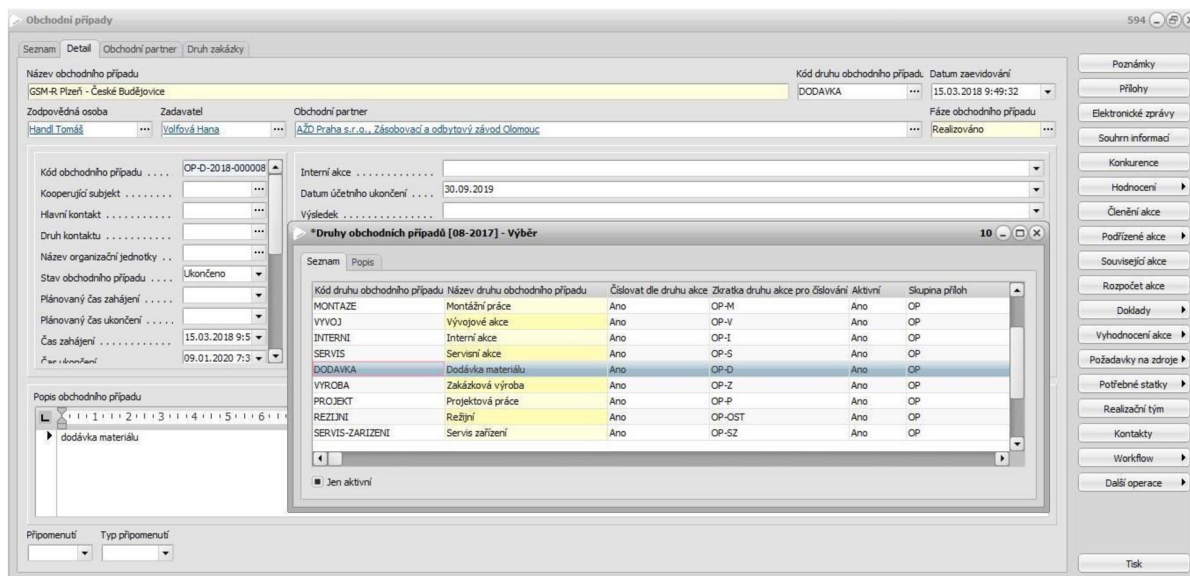 Obchodní případy 594
Seznam Detail Obchodní partner Druh zakázky
Název obchodního případu Kód druhu obchodního případu Datum zaevidování
GSM-R Plzeň - České Budějovice DODAVKA ... 15.03.2018 9:49:32
Zodpovědná osoba Zadavatel Obchodní partner Fáze obchodního případu
Handl Tomáš ... Volfová Hana ... AŽD Praha s.r.o., Zásobovací a odbytový závod Olomouc ... Realizováno ...
Kód obchodního případu .... OP-D-2018-000008
Kooperující subjekt ........ ...
Hlavní kontakt ........... ...
Druh kontaktu ........... ...
Název organizační jednotky .. ...
Stav obchodního případu .... Ukončeno
Plánovaný čas zahájení .....
Plánovaný čas ukončení .....
Čas zahájení ............ 15.03.2018 9:5
Čas ukončení 09.01.2020 7:3
Interní akce .............
Datum účetního ukončení .... 30.09.2019
Výsledek ...............
*Druhy obchodních případů [08-2017] - Výběr 10
Seznam Popis
Kód druhu obchodního případu Název druhu obchodního případu Číslovat dle druhu akce Zkratka druhu akce pro číslování Aktivní Skupina příloh
MONTAZE Montážní práce Ano OP-M Ano OP
VYVOJ Vývojové akce Ano OP-V Ano OP
INTERNI Interní akce Ano OP-I Ano OP
SERVIS Servisní akce Ano OP-S Ano OP
DODAVKA Dodávka materiálu Ano OP-D Ano OP
VYROBA Zakázková výroba Ano OP-Z Ano OP
PROJEKT Projektová práce Ano OP-P Ano OP
REZIJNI Režijní Ano OP-OST Ano OP
SERVIS-ZARIZENI Servis zařízení Ano OP-SZ Ano OP
Jen aktivní
Popis obchodního případu
L 1 2 3 4 5 6
dodávka materiálu
Připomenutí Typ připomenutí
Poznámky
Přílohy
Elektronické zprávy
Souhrn informací
Konkurence
Hodnocení
Členění akce
Podřízené akce
Související akce
Rozpočet akce
Doklady
Vyhodnocení akce
Požadavky na zdroje
Potřebné statky
Realizační tým
Kontakty
Workflow
Další operace
Tisk